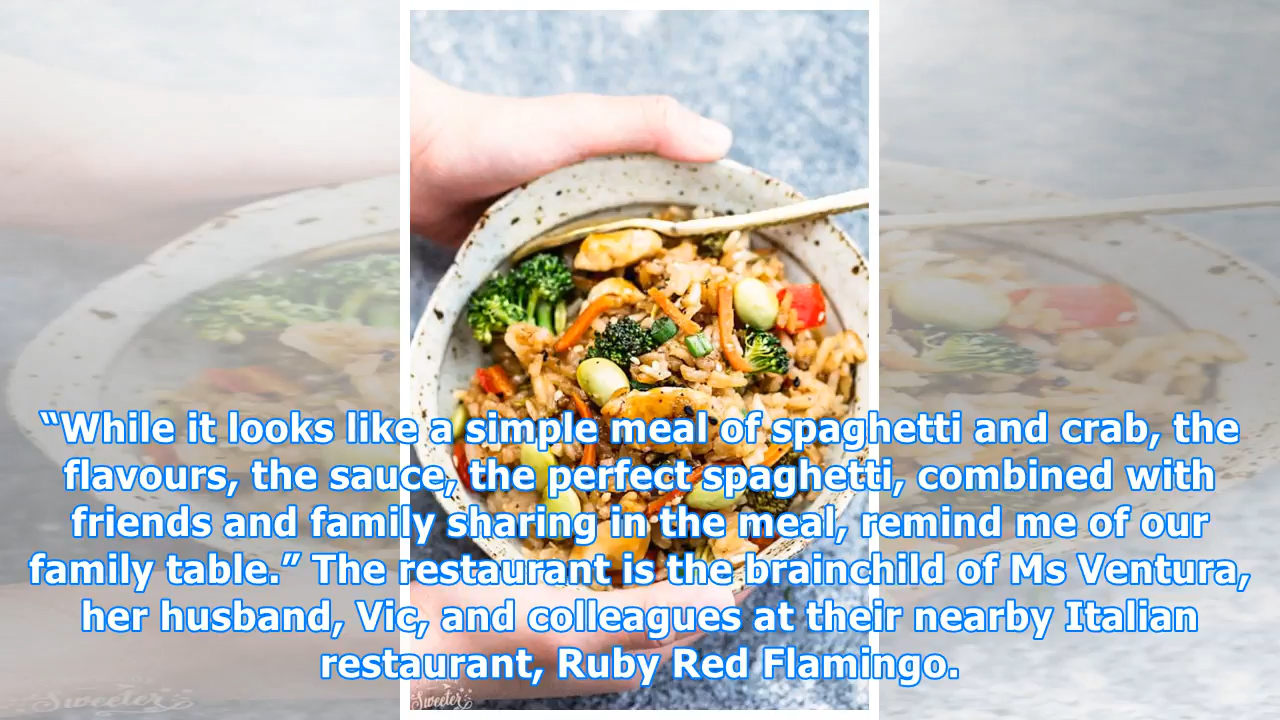 “While it looks like a simple meal of spaghetti and crab, the
flavours, the sauce, the perfect spaghetti, combined with
friends and family sharing in the meal, remind me of our
family table.” The restaurant is the brainchild of Ms Ventura,
her husband, Vic, and colleagues at their nearby Italian
restaurant, Ruby Red Flamingo.
Sweeter
Sweeter